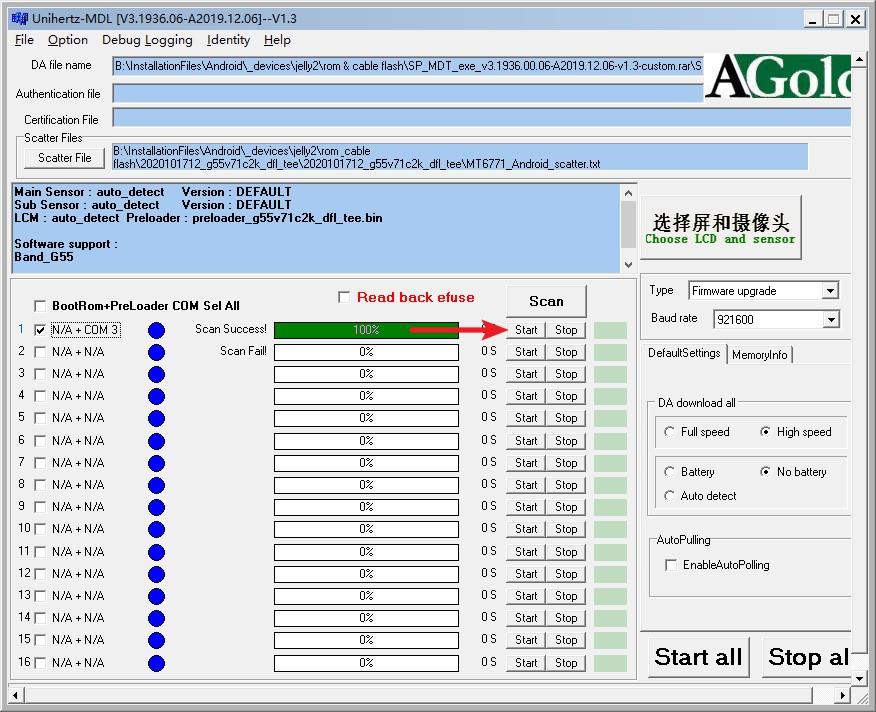 Unihertz-MDL [V3.1936.06-A2019.12.06]--V1.3
File Option Debug Logging Identity Help
DA file name B:\InstallationFiles\Android\_devices\jelly2\rom & cable flash\SP_MDT_exe_v3.1936.00.06-A2019.12.06-v1.3-custom.rar\S
AGold
Authentication file
Certification File
Scatter Files
Scatter File
B:\InstallationFiles\Android\_devices\jelly2\rom_cable
flash\2020101712_g55v71c2k_dfl_tee\2020101712_g55v71c2k_dfl_tee\MT6771_Android_scatter.txt
Main Sensor : auto_detect Version : DEFAULT
Sub Sensor : auto_detect Version : DEFAULT
LCM : auto_detect Preloader : preloader_g55v71c2k_dfl_tee.bin
Software support :
Band_G55
选择屏和摄像头
Choose LCD and sensor
BootRom+PreLoader COM Sel All
Read back efuse
Scan
1 N/A + COM 3 Scan Success! 100% Start Stop
2 N/A + N/A Scan Fail! 0% 0 S Start Stop
3 N/A + N/A 0% 0 S Start Stop
4 N/A + N/A 0% 0 S Start Stop
5 N/A + N/A 0% 0 S Start Stop
6 N/A + N/A 0% 0 S Start Stop
7 N/A + N/A 0% 0 S Start Stop
8 N/A + N/A 0% 0 S Start Stop
9 N/A + N/A 0% 0 S Start Stop
10 N/A + N/A 0% 0 S Start Stop
11 N/A + N/A 0% 0 S Start Stop
12 N/A + N/A 0% 0 S Start Stop
13 N/A + N/A 0% 0 S Start Stop
14 N/A + N/A 0% 0 S Start Stop
15 N/A + N/A 0% 0 S Start Stop
16 N/A + N/A 0% 0 S Start Stop
Type Firmware upgrade
Baud rate 921600
DefaultSettings MemoryInfo
DA download all
Full speed High speed
Battery No battery
Auto detect
AutoPulling
EnableAutoPolling
Start all Stop al